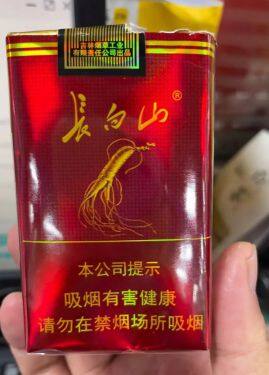 吉林烟草工业
有限责任公司出品
長白山®
本公司提示
吸烟有害健康
请勿在禁烟场所吸烟